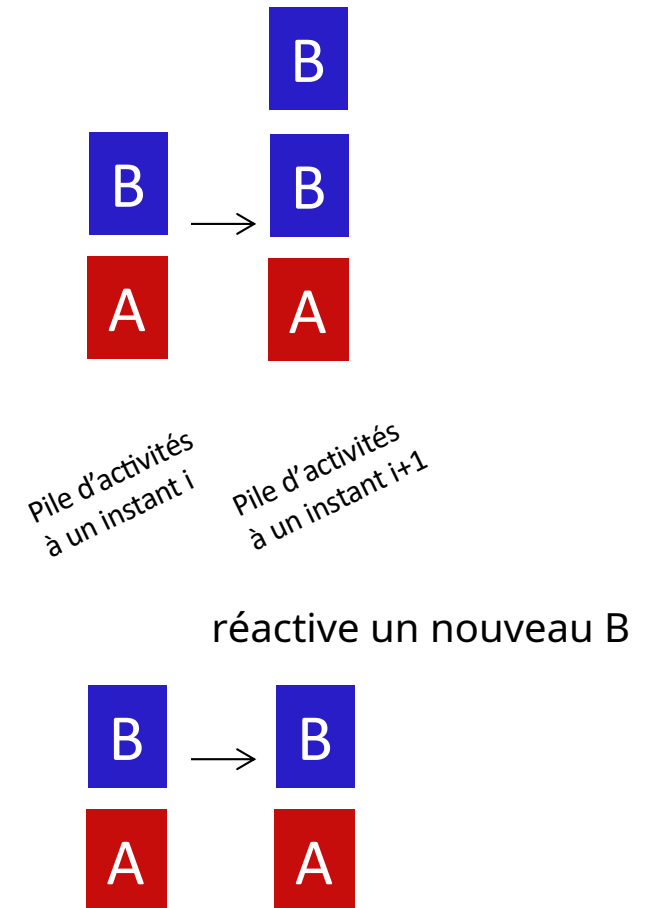 B
B B
A A
Pile d'activités
à un instant i
Pile d'activités
à un instant i+1
réactive un nouveau B
B B
A A